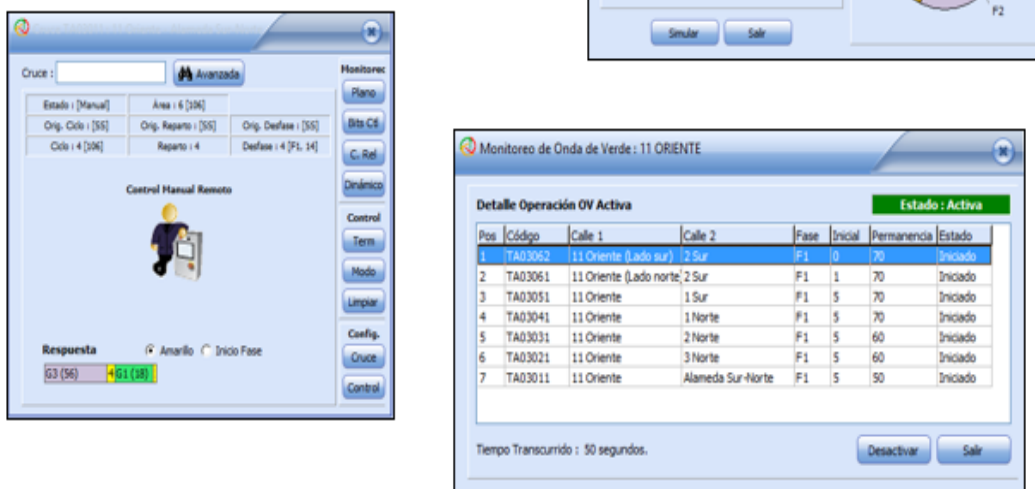 Cruce :
Avanzada
Estado : [Manual]
Área : 6 [106]
Orig. Ciclo : [SS]
Orig. Reparto : [SS]
Orig. Desfase : [SS]
Ciclo : 4 [106]
Reparto : 4
Desfase : 4 [F1, 14]
Control Manual Remoto
Respuesta
Amarillo
Inicio Fase
G3 (56)
4
G1 (18)
Monitorec
Plano
Bits Ctl
C. Ref
Dinámico
Control
Term
Modo
Limpiar
Config.
Cruce
Control
Simular
Salir
F2
Monitoreo de Onda de Verde : 11 ORIENTE
Detalle Operación OV Activa
Estado : Activa
Pos Código Calle 1 Calle 2 Fase Inicial Permanencia Estado
1 TA03062 11 Oriente (Lado sur) 2 Sur F1 0 70 Iniciado
2 TA03061 11 Oriente (Lado norte) 2 Sur F1 1 70 Iniciado
3 TA03051 11 Oriente 1 Sur F1 5 70 Iniciado
4 TA03041 11 Oriente 1 Norte F1 5 70 Iniciado
5 TA03031 11 Oriente 2 Norte F1 5 60 Iniciado
6 TA03021 11 Oriente 3 Norte F1 5 60 Iniciado
7 TA03011 11 Oriente Alameda Sur-Norte F1 5 50 Iniciado
Tiempo Transcurrido : 50 segundos.
Desactivar
Salir